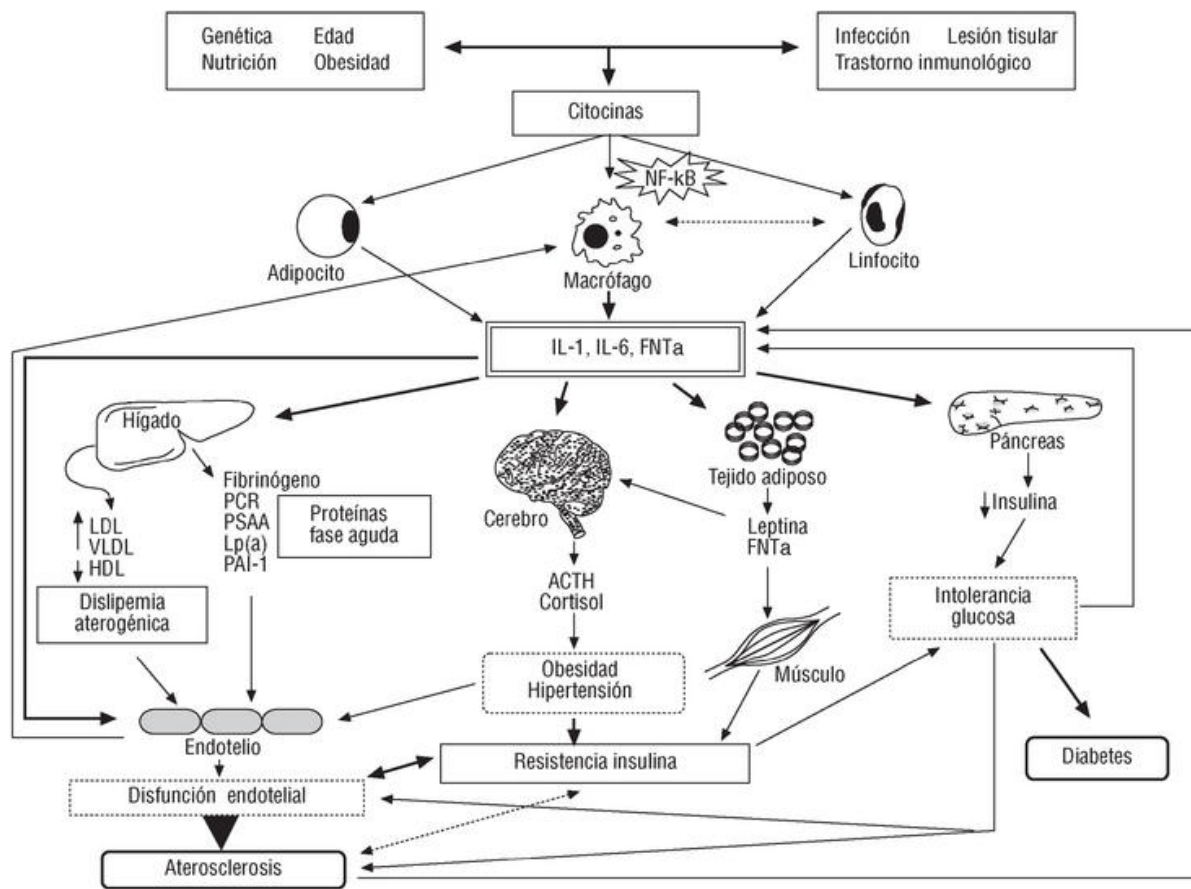 Genética Edad
Nutrición Obesidad
Infección Lesión tisular
Trastorno inmunológico
Citocinas
NF-kB
Adipocito
Macrófago
Linfocito
IL-1, IL-6, FNTa
Hígado
Fibrinógeno
PCR
PSAA
Lp(a)
PAI-1
Proteínas
fase aguda
LDL
VLDL
HDL
Dislipemia
aterogénica
Cerebro
ACTH
Cortisol
Obesidad
Hipertensión
Tejido adiposo
Leptina
FNTa
Músculo
Páncreas
Insulina
Intolerancia
glucosa
Endotelio
Resistencia insulina
Diabetes
Disfunción endotelial
Aterosclerosis